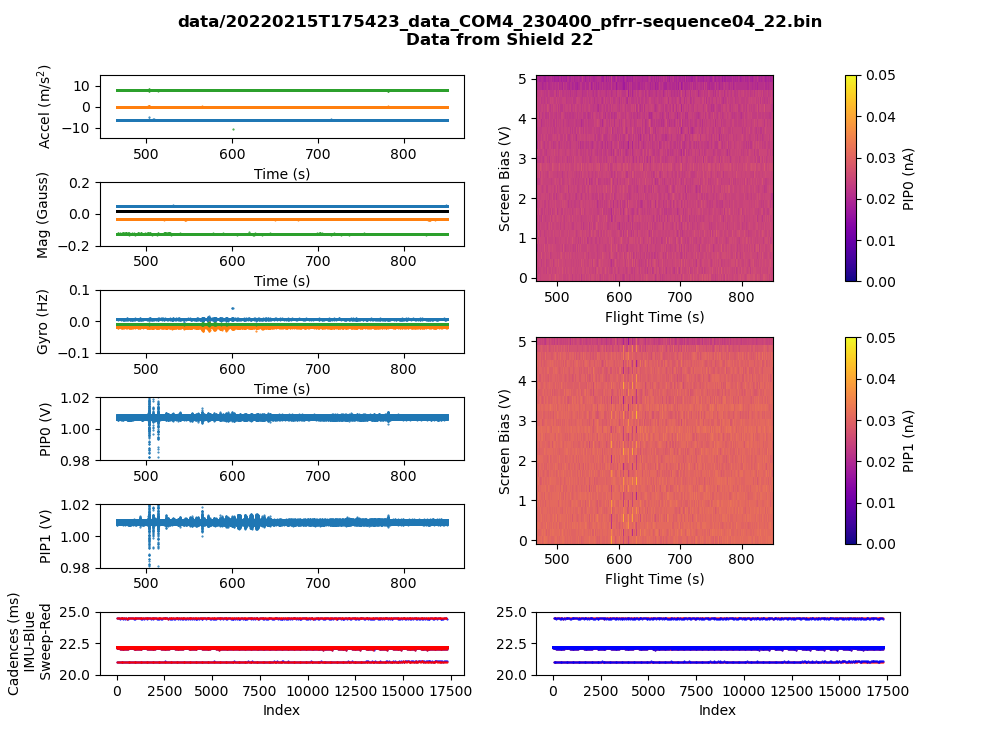 data/20220215T175423_data_COM4_230400_pfrr-sequence04_22.bin
Data from Shield 22
Accel (m/s²)
10
0
−10
500 600 700 800
Time (s)
Mag (Gauss)
0.2
0.0
−0.2
500 600 700 800
Time (s)
Gyro (Hz)
0.1
0.0
−0.1
500 600 700 800
Time (s)
PIP0 (V)
1.02
1.00
0.98
500 600 700 800
PIP1 (V)
1.02
1.00
0.98
500 600 700 800
Cadences (ms)
IMU-Blue
Sweep-Red
25.0
22.5
20.0
0 2500 5000 7500 10000 12500 15000 17500
Index
Screen Bias (V)
5
4
3
2
1
0
500 600 700 800
Flight Time (s)
0.05
0.04
0.03
0.02
0.01
0.00
PIP0 (nA)
Screen Bias (V)
5
4
3
2
1
0
500 600 700 800
Flight Time (s)
0.05
0.04
0.03
0.02
0.01
0.00
PIP1 (nA)
25.0
22.5
20.0
0 2500 5000 7500 10000 12500 15000 17500
Index